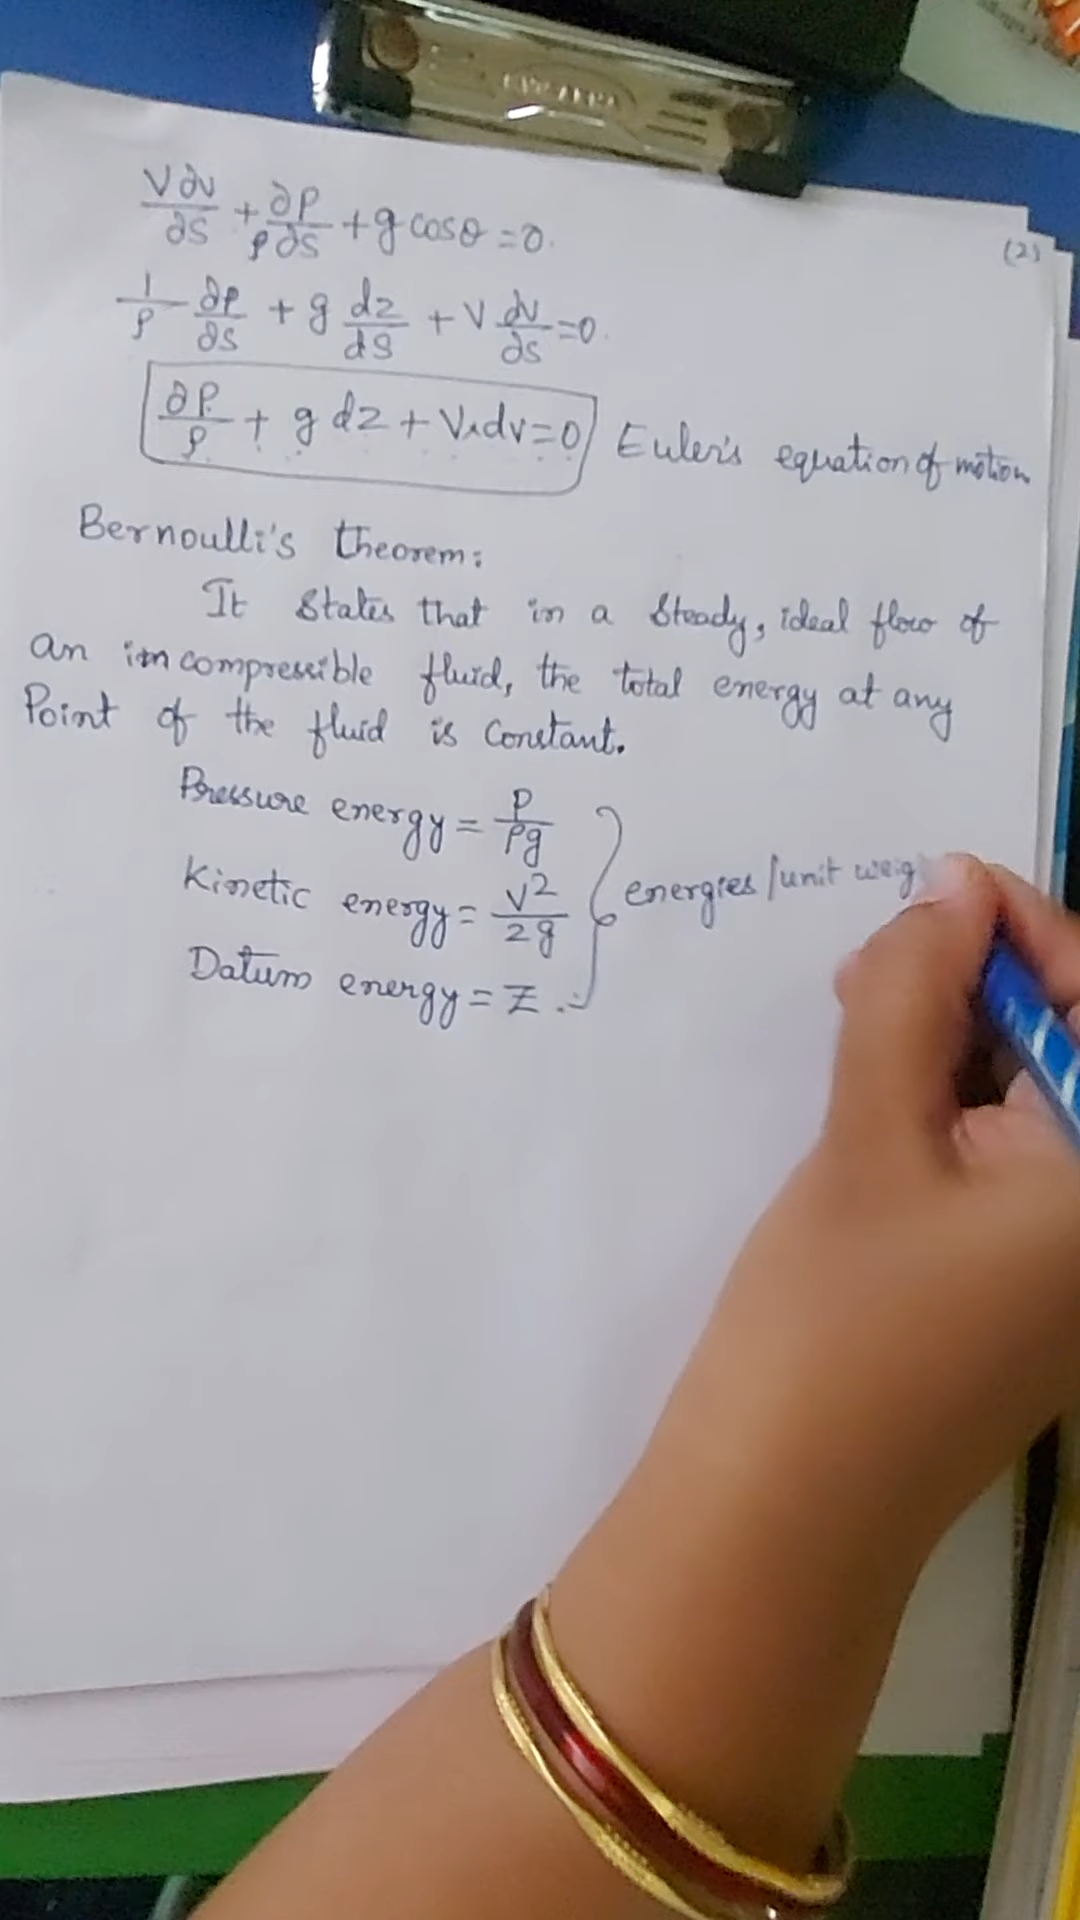 V∂v/∂s + ∂P/ρ∂s + g cosθ = 0.
(2)
1/ρ ∂P/∂s + g dz/ds + V ∂v/∂s = 0.
∂P/ρ + g dz + V.dv = 0 Euler's equation of motion
Bernoulli's theorem:
It states that in a steady, ideal flow of
an imcompressible fluid, the total energy at any
Point of the fluid is Constant.
Pressure energy = P/ρg
Kinetic energy = V²/2g
energies/unit weig
Datum energy = Z.